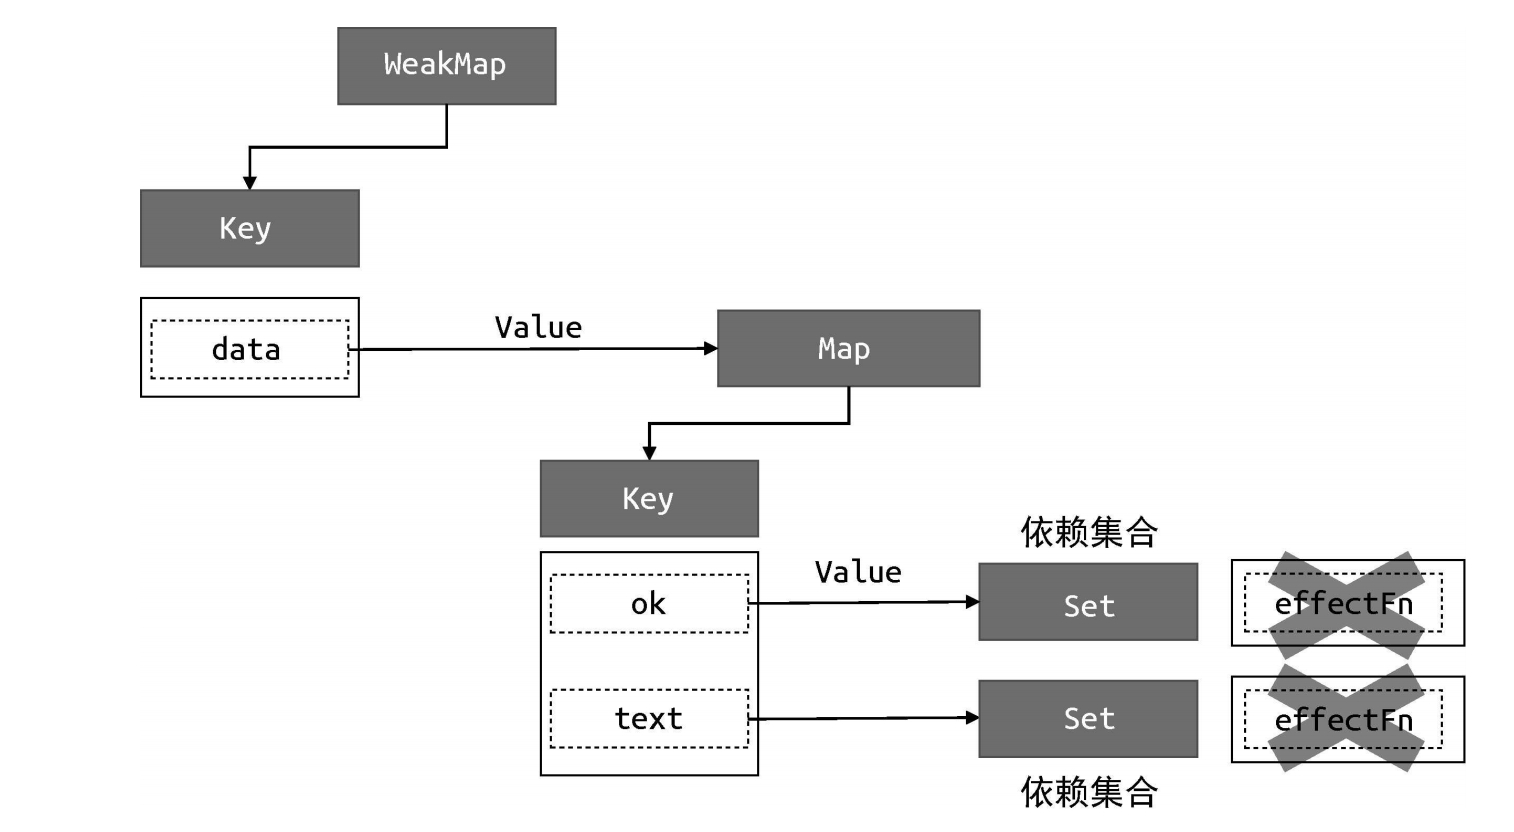 WeakMap
Key
data
Value
Map
Key
依赖集合
ok
Value
Set
effectFn
text
Set
effectFn
依赖集合